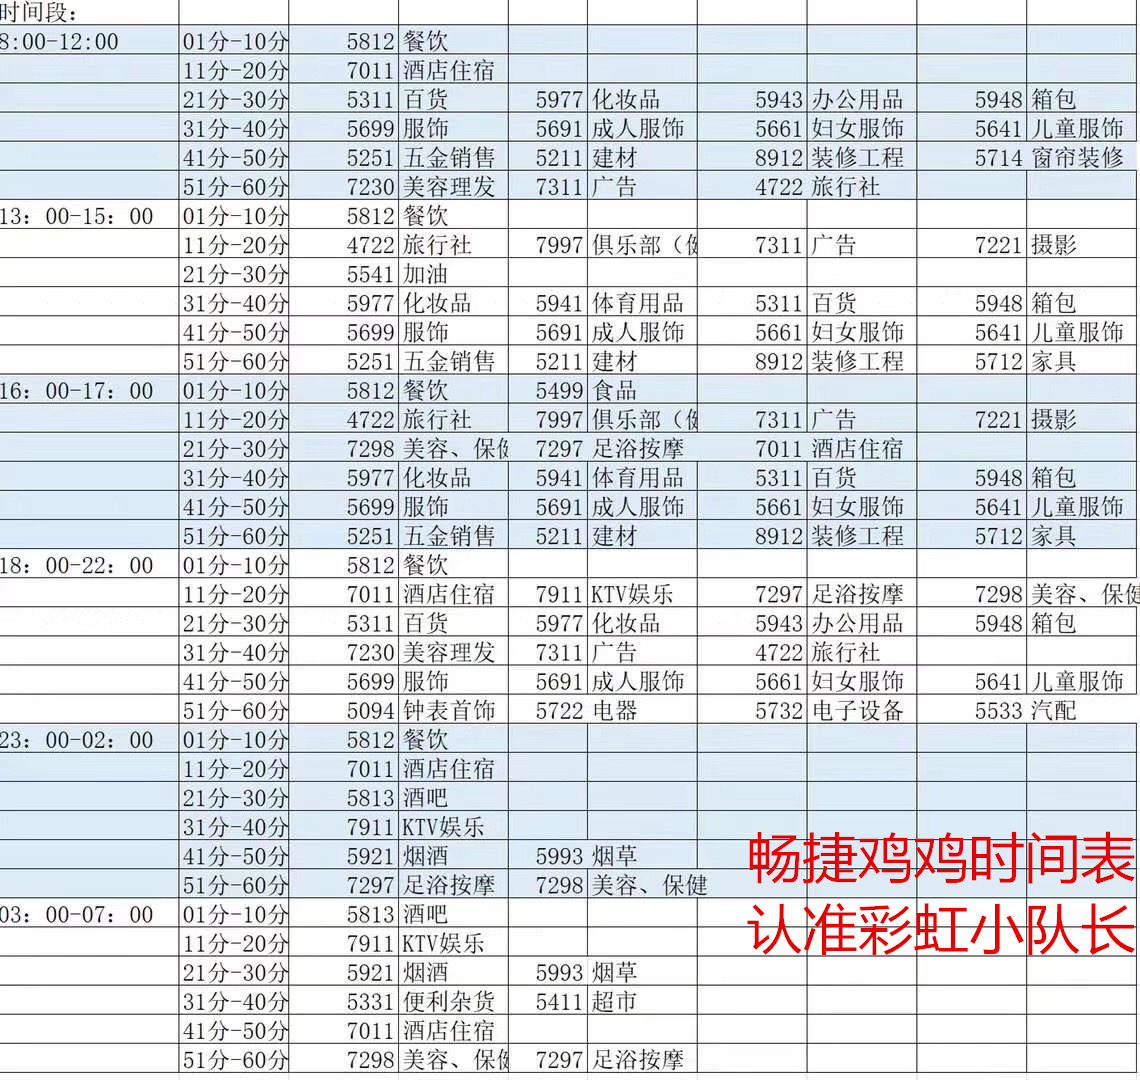 时间段：
8:00-12:00 01分-10分 5812 餐饮
11分-20分 7011 酒店住宿
21分-30分 5311 百货 5977 化妆品 5943 办公用品 5948 箱包
31分-40分 5699 服饰 5691 成人服饰 5661 妇女服饰 5641 儿童服饰
41分-50分 5251 五金销售 5211 建材 8912 装修工程 5714 窗帘装修
51分-60分 7230 美容理发 7311 广告 4722 旅行社
13：00-15：00 01分-10分 5812 餐饮
11分-20分 4722 旅行社 7997 俱乐部（健 7311 广告 7221 摄影
21分-30分 5541 加油
31分-40分 5977 化妆品 5941 体育用品 5311 百货 5948 箱包
41分-50分 5699 服饰 5691 成人服饰 5661 妇女服饰 5641 儿童服饰
51分-60分 5251 五金销售 5211 建材 8912 装修工程 5712 家具
16：00-17：00 01分-10分 5812 餐饮 5499 食品
11分-20分 4722 旅行社 7997 俱乐部（健 7311 广告 7221 摄影
21分-30分 7298 美容、保健 7297 足浴按摩 7011 酒店住宿
31分-40分 5977 化妆品 5941 体育用品 5311 百货 5948 箱包
41分-50分 5699 服饰 5691 成人服饰 5661 妇女服饰 5641 儿童服饰
51分-60分 5251 五金销售 5211 建材 8912 装修工程 5712 家具
18：00-22：00 01分-10分 5812 餐饮
11分-20分 7011 酒店住宿 7911 KTV娱乐 7297 足浴按摩 7298 美容、保健
21分-30分 5311 百货 5977 化妆品 5943 办公用品 5948 箱包
31分-40分 7230 美容理发 7311 广告 4722 旅行社
41分-50分 5699 服饰 5691 成人服饰 5661 妇女服饰 5641 儿童服饰
51分-60分 5094 钟表首饰 5722 电器 5732 电子设备 5533 汽配
23：00-02：00 01分-10分 5812 餐饮
11分-20分 7011 酒店住宿
21分-30分 5813 酒吧
31分-40分 7911 KTV娱乐
41分-50分 5921 烟酒 5993 烟草
51分-60分 7297 足浴按摩 7298 美容、保健
畅捷鸡鸡时间表
认准彩虹小队长
03：00-07：00 01分-10分 5813 酒吧
11分-20分 7911 KTV娱乐
21分-30分 5921 烟酒 5993 烟草
31分-40分 5331 便利杂货 5411 超市
41分-50分 7011 酒店住宿
51分-60分 7298 美容、保健 7297 足浴按摩